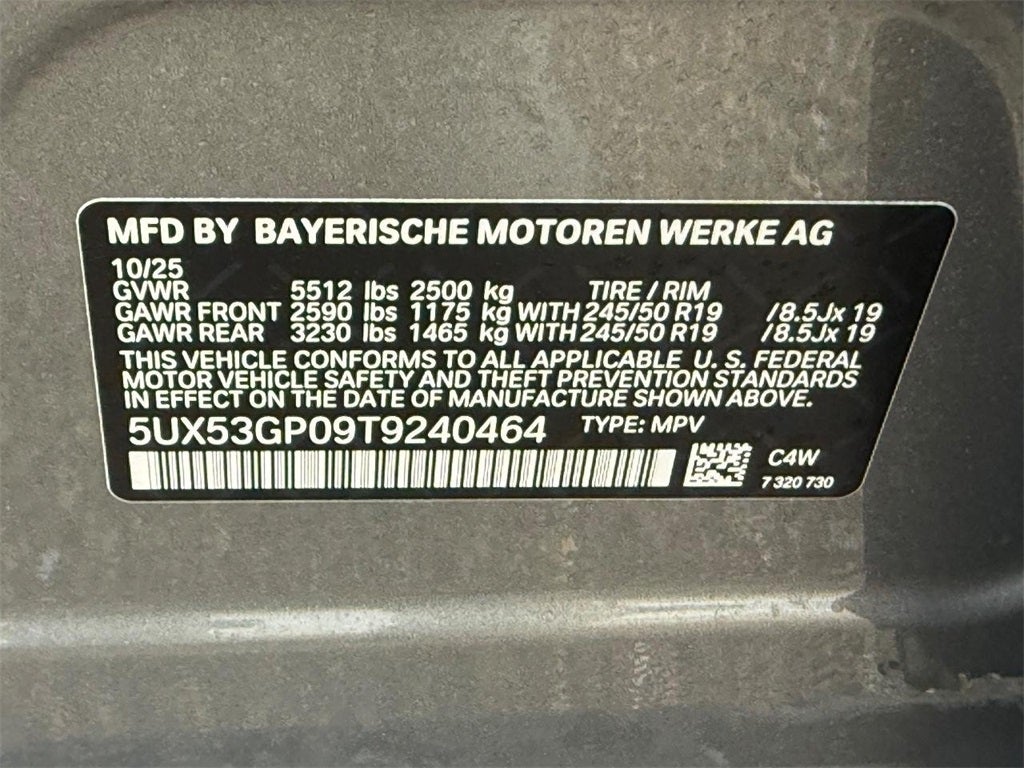 MFD BY BAYERISCHE MOTOREN WERKE AG
10/25
GVWR 5512 lbs 2500 kg TIRE / RIM
GAWR FRONT 2590 lbs 1175 kg WITH 245/50 R19 /8.5Jx 19
GAWR REAR 3230 lbs 1465 kg WITH 245/50 R19 /8.5Jx 19
THIS VEHICLE CONFORMS TO ALL APPLICABLE U. S. FEDERAL
MOTOR VEHICLE SAFETY AND THEFT PREVENTION STANDARDS
IN EFFECT ON THE DATE OF MANUFACTURE SHOWN ABOVE.
5UX53GP09T9240464 TYPE: MPV
C4W
7 320 730